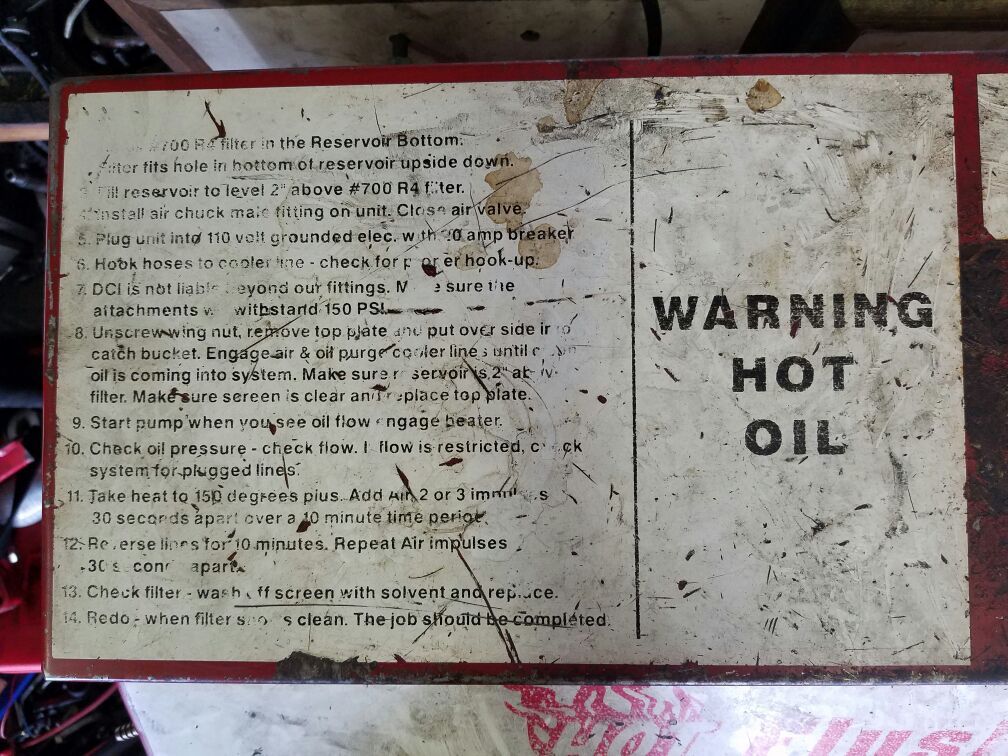 #700 R4 filter in the Reservoir Bottom.
Filter fits hole in bottom of reservoir upside down.
3. Fill reservoir to level 2" above #700 R4 filter.
4. Install air chuck male fitting on unit. Close air valve.
5. Plug unit into 110 volt grounded elec. with 20 amp breaker
6. Hook hoses to cooler line - check for proper hook-up.
7. DCI is not liable beyond our fittings. Make sure the
attachments withstand 150 PSI.
8. Unscrew wing nut, remove top plate and put over side into
catch bucket. Engage air & oil purge cooler lines until
oil is coming into system. Make sure reservoir is 2" above
filter. Make sure screen is clear and replace top plate.
9. Start pump when you see oil flow engage heater.
10. Check oil pressure - check flow. If flow is restricted, check
system for plugged lines.
11. Take heat to 150 degrees plus. Add Air, 2 or 3 impulses
30 seconds apart over a 10 minute time period.
12. Reverse lines for 10 minutes. Repeat Air impulses
30 seconds apart.
13. Check filter - wash off screen with solvent and replace.
14. Redo - when filter shows clean. The job should be completed.
WARNING
HOT
OIL